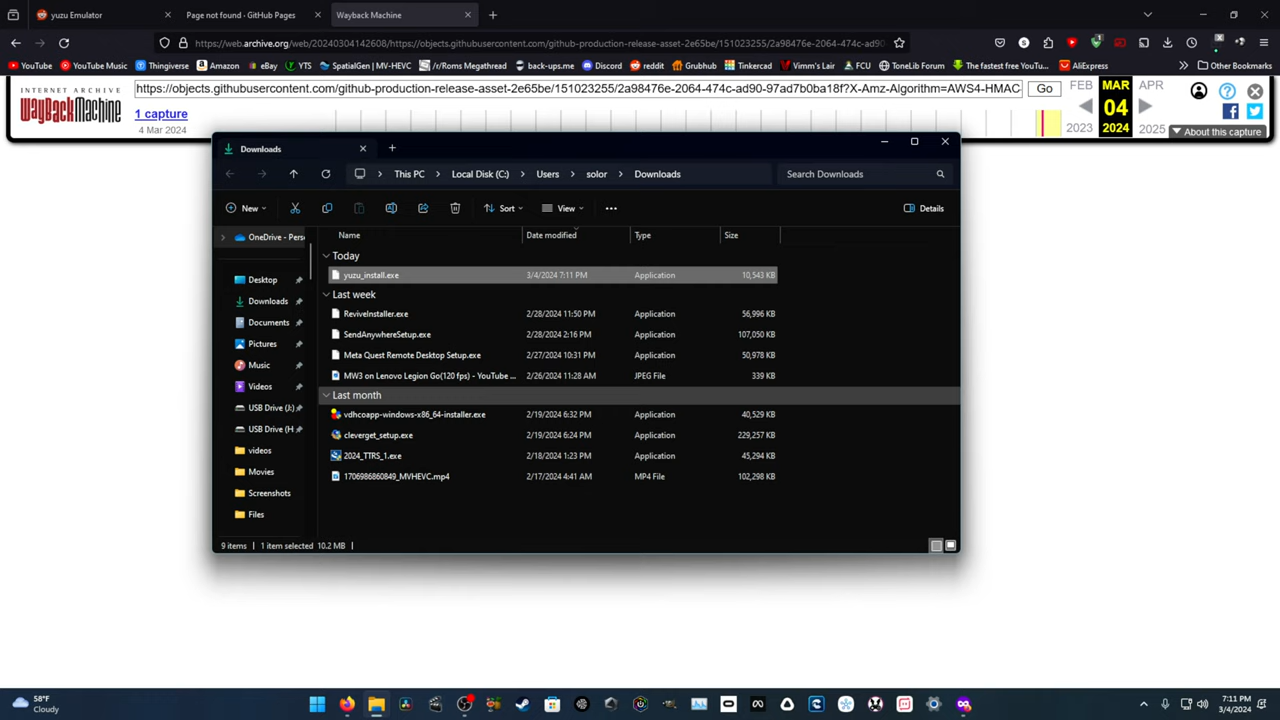 yuzu Emulator
Page not found - GitHub Pages
Wayback Machine
https://web.archive.org/web/20240304142608/https://objects.githubusercontent.com/github-production-release-asset-2e65be/151023255/2a98476e-2064-474c-ad90
YouTube YouTube Music Thingiverse Amazon eBay YTS SpatialGen | MV-HEVC /r/Roms Megathread back-ups.me Discord reddit Grubhub Tinkercad Vimm's Lair FCU ToneLib Forum The fastest free YouT... AliExpress Other Bookmarks
INTERNET ARCHIVE
WayBackMachine
https://objects.githubusercontent.com/github-production-release-asset-2e65be/151023255/2a98476e-2064-474c-ad90-97ad7b0ba18f?X-Amz-Algorithm=AWS4-HMAC
Go
FEB MAR APR
1 capture
4 Mar 2024
04
2023 2024 2025
About this capture
Downloads
This PC > Local Disk (C:) > Users > solor > Downloads
Search Downloads
New Sort View ... Details
OneDrive - Pers
Desktop
Downloads
Documents
Pictures
Music
Videos
USB Drive (J:)
USB Drive (H
videos
Movies
Screenshots
Files
Name Date modified Type Size
Today
yuzu_install.exe 3/4/2024 7:11 PM Application 10,543 KB
Last week
ReviveInstaller.exe 2/28/2024 11:50 PM Application 56,996 KB
SendAnywhereSetup.exe 2/28/2024 2:16 PM Application 107,050 KB
Meta Quest Remote Desktop Setup.exe 2/27/2024 10:31 PM Application 50,978 KB
MW3 on Lenovo Legion Go(120 fps) - YouTube ... 2/26/2024 11:28 AM JPEG File 339 KB
Last month
vdhcoapp-windows-x86_64-installer.exe 2/19/2024 6:32 PM Application 40,529 KB
cleverget_setup.exe 2/19/2024 6:24 PM Application 229,257 KB
2024_TTRS_1.exe 2/18/2024 1:23 PM Application 45,294 KB
1706986860849_MVHEVC.mp4 2/17/2024 4:41 AM MP4 File 102,298 KB
9 items 1 item selected 10.2 MB
58°F
Cloudy
7:11 PM
3/4/2024